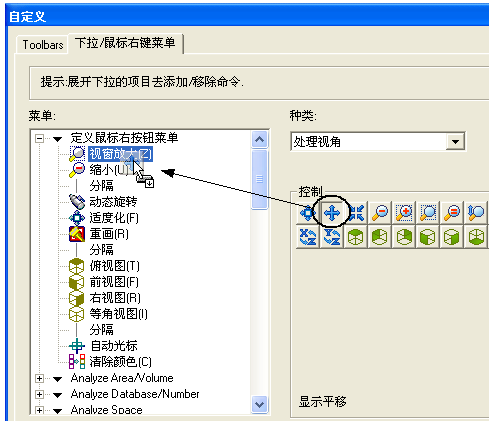 自定义
Toolbars 下拉/鼠标右键菜单
提示:展开下拉的项目去添加/移除命令.
菜单:
种类:
定义鼠标右按钮菜单
视窗放大(Z)
处理视角
缩小(U)
分隔
控制
动态旋转
适度化(F)
重画(R)
分隔
俯视图(T)
前视图(F)
右视图(R)
等角视图(I)
分隔
自动光标
清除颜色(C)
Analyze Area/Volume
Analyze Database/Number
显示平移
Analyze Space